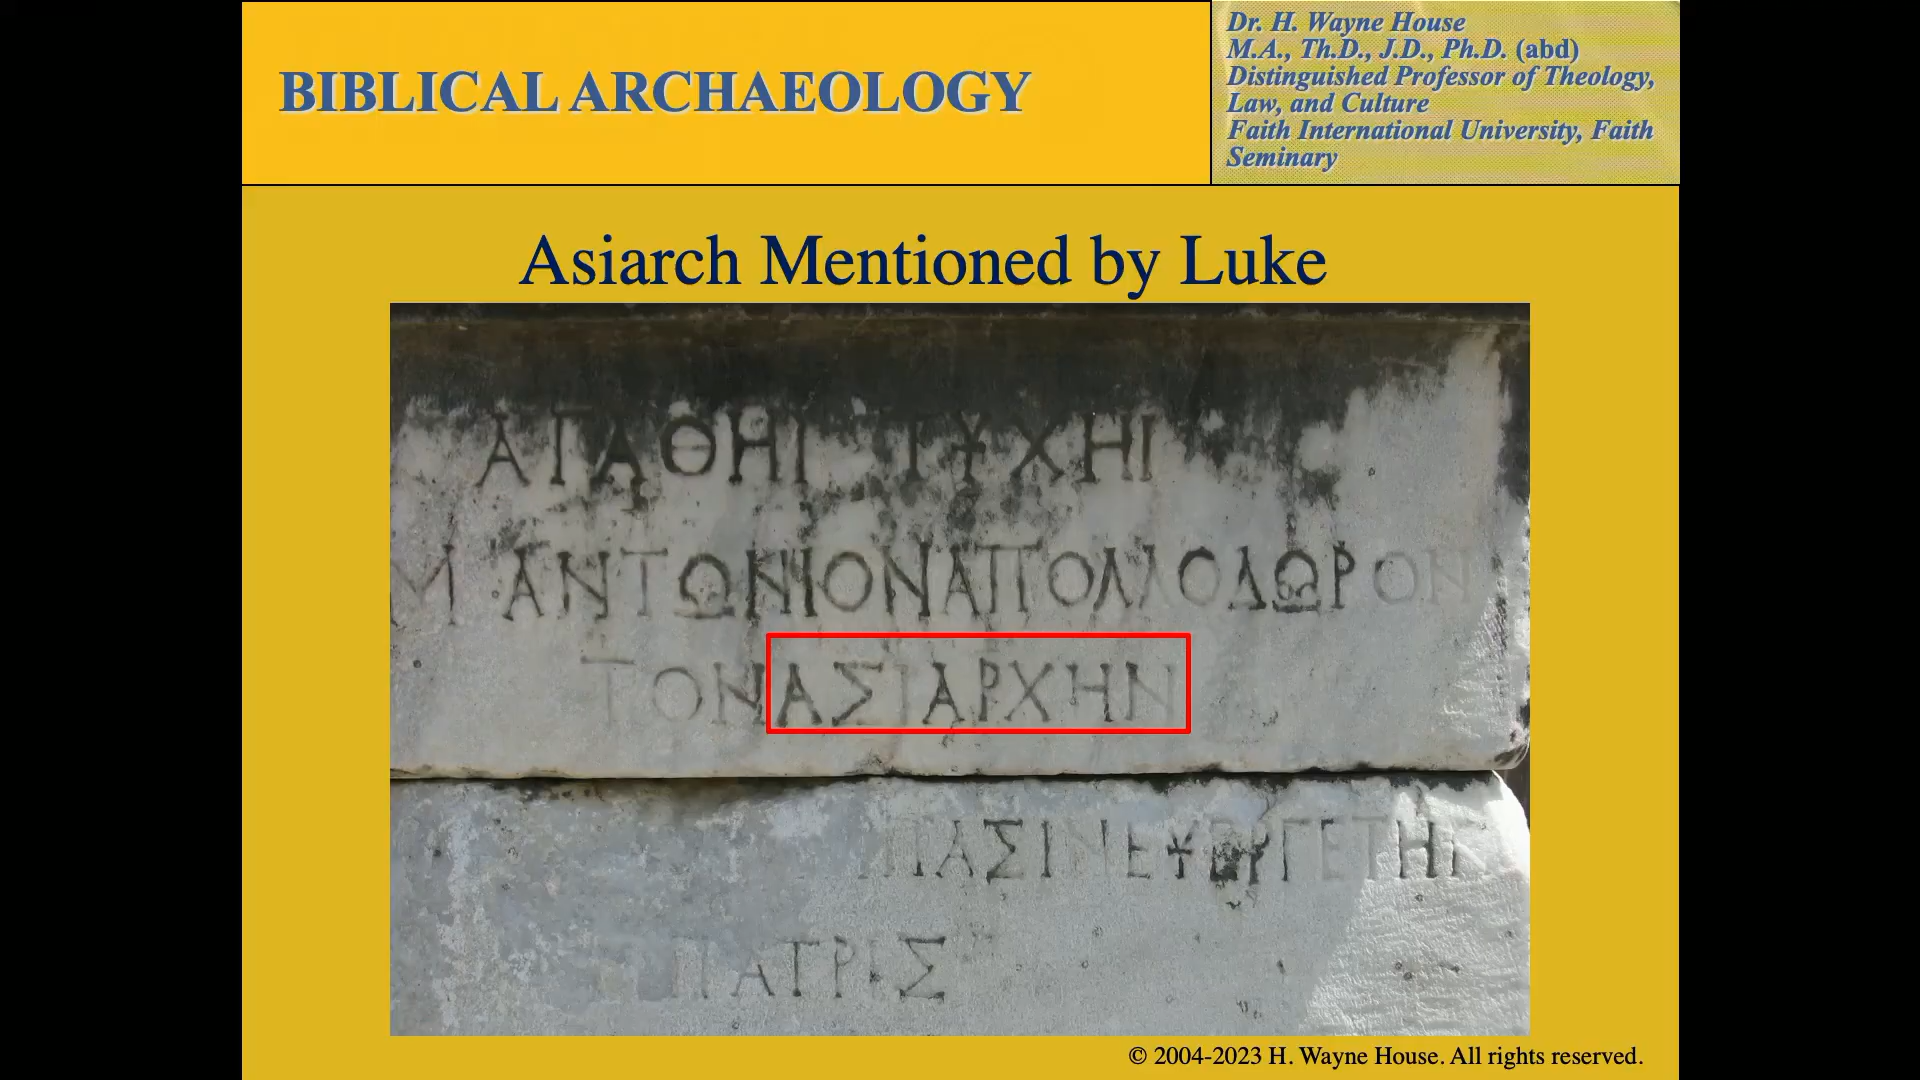 BIBLICAL ARCHAEOLOGY
Dr. H. Wayne House
M.A., Th.D., J.D., Ph.D. (abd)
Distinguished Professor of Theology,
Law, and Culture
Faith International University, Faith
Seminary
Asiarch Mentioned by Luke
ΑΓΑΘΗΙ ΤΥΧΗΙ
Μ ΑΝΤΩΝΙΟΝ ΑΠΟΛΛΟΔΩΡΟΝ
ΤΟΝ ΑΣΙΑΡΧΗΝ
ΠΑΣΙΝ ΕΥΕΡΓΕΤΗΝ
ΠΑΤΡΙΣ
© 2004-2023 H. Wayne House. All rights reserved.